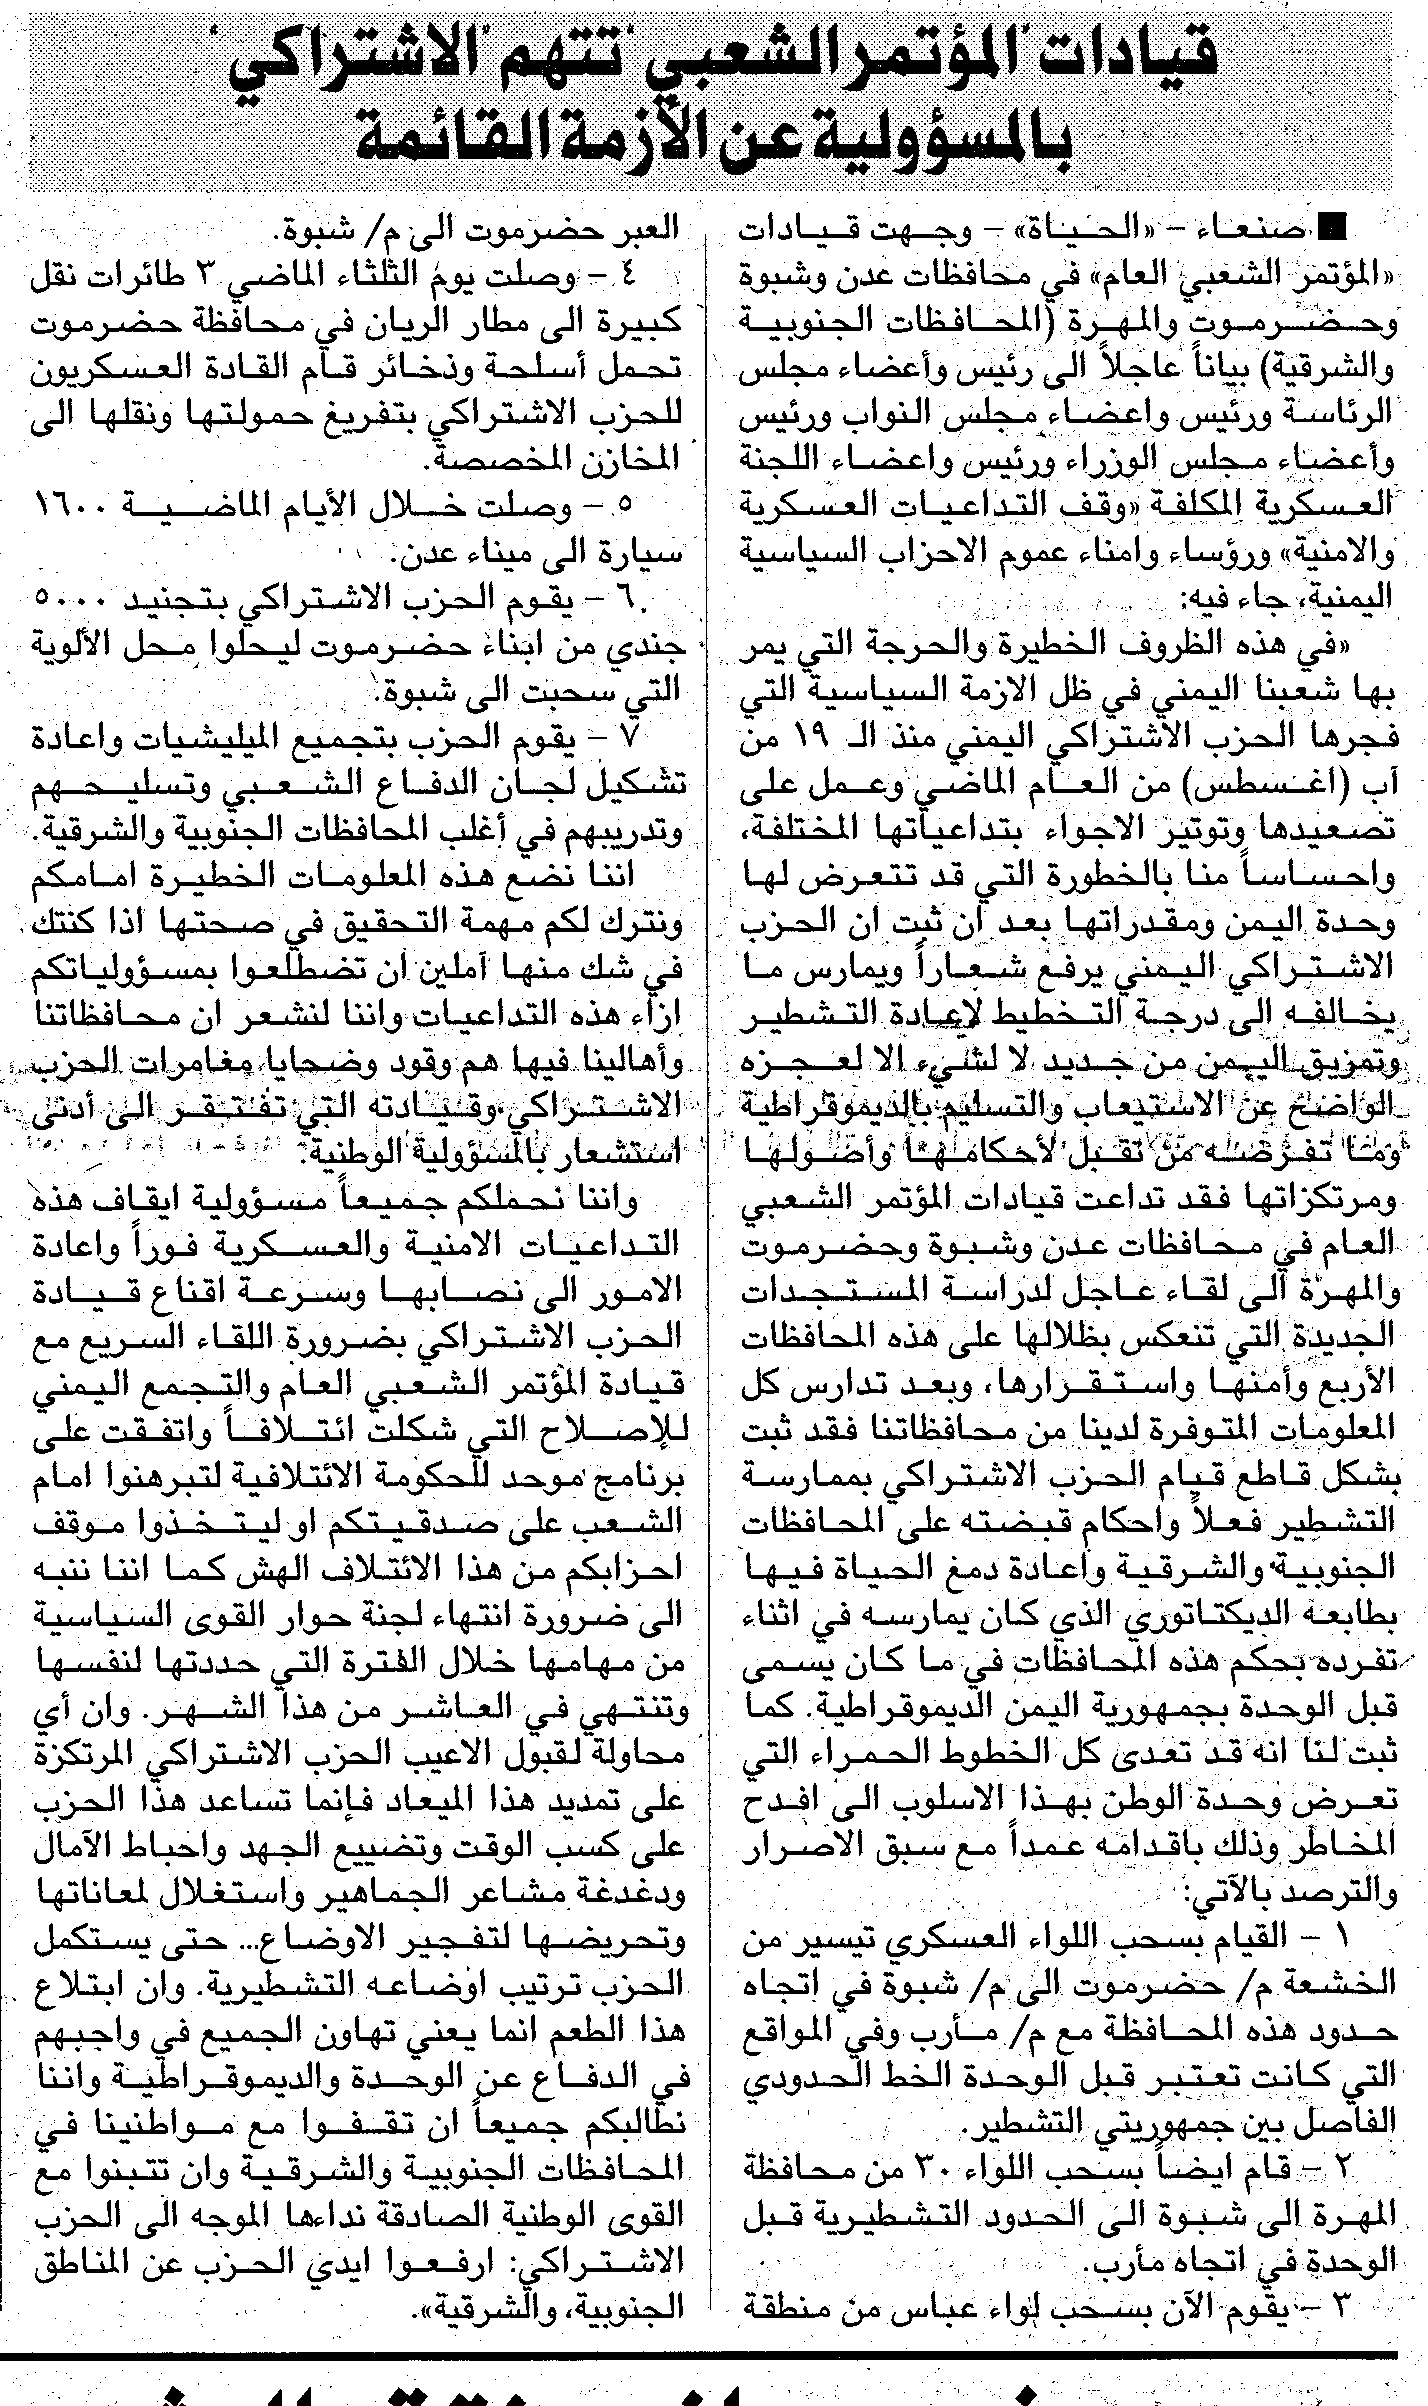 قيادات "المؤتمر الشعبي" تتهم "الاشتراكي"
بالمسؤولية عن الأزمة القائمة
■ صنعاء – «الحياة» – وجهت قيادات
«المؤتمر الشعبي العام» في محافظات عدن وشبوة
وحضرموت والمهرة (المحافظات الجنوبية
والشرقية) بياناً عاجلاً الى رئيس وأعضاء مجلس
الرئاسة ورئيس واعضاء مجلس النواب ورئيس
وأعضاء مجلس الوزراء ورئيس واعضاء اللجنة
العسكرية المكلفة «وقف التداعيات العسكرية
والامنية» ورؤساء وامناء عموم الاحزاب السياسية
اليمنية، جاء فيه:
«في هذه الظروف الخطيرة والحرجة التي يمر
بها شعبنا اليمني في ظل الازمة السياسية التي
فجرها الحزب الاشتراكي اليمني منذ الـ ١٩ من
آب (اغسطس) من العام الماضي وعمل على
تصعيدها وتوتير الاجواء بتداعياتها المختلفة،
واحساساً منا بالخطورة التي قد تتعرض لها
وحدة اليمن ومقدراتها بعد ان ثبت ان الحزب
الاشتراكي اليمني يرفع شعاراً ويمارس ما
يخالفه الى درجة التخطيط لإعادة التشطير
وتمزيق اليمن من جديد لا لشيء الا لعجزه
الواضح عن الاستيعاب والتسليم بالديموقراطية
وما تفرضه من تقبل لأحكامها وأصولها
ومرتكزاتها فقد تداعت قيادات المؤتمر الشعبي
العام في محافظات عدن وشبوة وحضرموت
والمهرة الى لقاء عاجل لدراسة المستجدات
الجديدة التي تنعكس بظلالها على هذه المحافظات
الأربع وأمنها واستقرارها، وبعد تدارس كل
المعلومات المتوفرة لدينا من محافظاتنا فقد ثبت
بشكل قاطع قيام الحزب الاشتراكي بممارسة
التشطير فعلاً واحكام قبضته على المحافظات
الجنوبية والشرقية واعادة دمغ الحياة فيها
بطابعه الديكتاتوري الذي كان يمارسه في اثناء
تفرده بحكم هذه المحافظات في ما كان يسمى
قبل الوحدة بجمهورية اليمن الديموقراطية. كما
ثبت لنا انه قد تعدى كل الخطوط الحمراء التي
تعرض وحدة الوطن بهذا الاسلوب الى افدح
المخاطر وذلك باقدامه عمداً مع سبق الاصرار
والترصد بالآتي:
١ – القيام بسحب اللواء العسكري تيسير من
الخشعة م/ حضرموت الى م/ شبوة في اتجاه
حدود هذه المحافظة مع م/ مأرب وفي المواقع
التي كانت تعتبر قبل الوحدة الخط الحدودي
الفاصل بين جمهوريتي التشطير.
٢ – قام ايضاً بسحب اللواء ٣٠ من محافظة
المهرة الى شبوة الى الحدود التشطيرية قبل
الوحدة في اتجاه مأرب.
٣ – يقوم الآن بسحب لواء عباس من منطقة
العبر حضرموت الى م/ شبوة.
٤ – وصلت يوم الثلثاء الماضي ٣ طائرات نقل
كبيرة الى مطار الريان في محافظة حضرموت
تحمل أسلحة وذخائر قام القادة العسكريون
للحزب الاشتراكي بتفريغ حمولتها ونقلها الى
المخازن المخصصة.
٥ – وصلت خلال الأيام الماضية ١٦٠٠
سيارة الى ميناء عدن.
٦ – يقوم الحزب الاشتراكي بتجنيد ٥٠٠٠
جندي من ابناء حضرموت ليحلوا محل الألوية
التي سحبت الى شبوة.
٧ – يقوم الحزب بتجميع الميليشيات واعادة
تشكيل لجان الدفاع الشعبي وتسليحهم
وتدريبهم في أغلب المحافظات الجنوبية والشرقية.
اننا نضع هذه المعلومات الخطيرة امامكم
ونترك لكم مهمة التحقيق في صحتها اذا كنتك
في شك منها آملين ان تضطلعوا بمسؤولياتكم
ازاء هذه التداعيات واننا لنشعر ان محافظاتنا
وأهالينا فيها هم وقود وضحايا مغامرات الحزب
الاشتراكي وقيادته التي تفتقر الى أدنى
استشعار بالمسؤولية الوطنية.
واننا نحملكم جميعاً مسؤولية ايقاف هذه
التداعيات الامنية والعسكرية فوراً واعادة
الامور الى نصابها وسرعة اقناع قيادة
الحزب الاشتراكي بضرورة اللقاء السريع مع
قيادة المؤتمر الشعبي العام والتجمع اليمني
للإصلاح التي شكلت ائتلافاً واتفقت على
برنامج موحد للحكومة الائتلافية لتبرهنوا امام
الشعب على صدقيتكم او ليتخذوا موقف
احزابكم من هذا الائتلاف الهش كما اننا ننبه
الى ضرورة انتهاء لجنة حوار القوى السياسية
من مهامها خلال الفترة التي حددتها لنفسها
وتنتهي في العاشر من هذا الشهر. وان أي
محاولة لقبول الاعيب الحزب الاشتراكي المرتكزة
على تمديد هذا الميعاد فإنما تساعد هذا الحزب
على كسب الوقت وتضييع الجهد واحباط الآمال
ودغدغة مشاعر الجماهير واستغلال لمعاناتها
وتحريضها لتفجير الاوضاع... حتى يستكمل
الحزب ترتيب اوضاعه التشطيرية. وان ابتلاع
هذا الطعم انما يعني تهاون الجميع في واجبهم
في الدفاع عن الوحدة والديموقراطية واننا
نطالبكم جميعاً ان تقفوا مع مواطنينا في
المحافظات الجنوبية والشرقية وان تتبنوا مع
القوى الوطنية الصادقة نداءها الموجه الى الحزب
الاشتراكي: ارفعوا ايدي الحزب عن المناطق
الجنوبية، والشرقية».